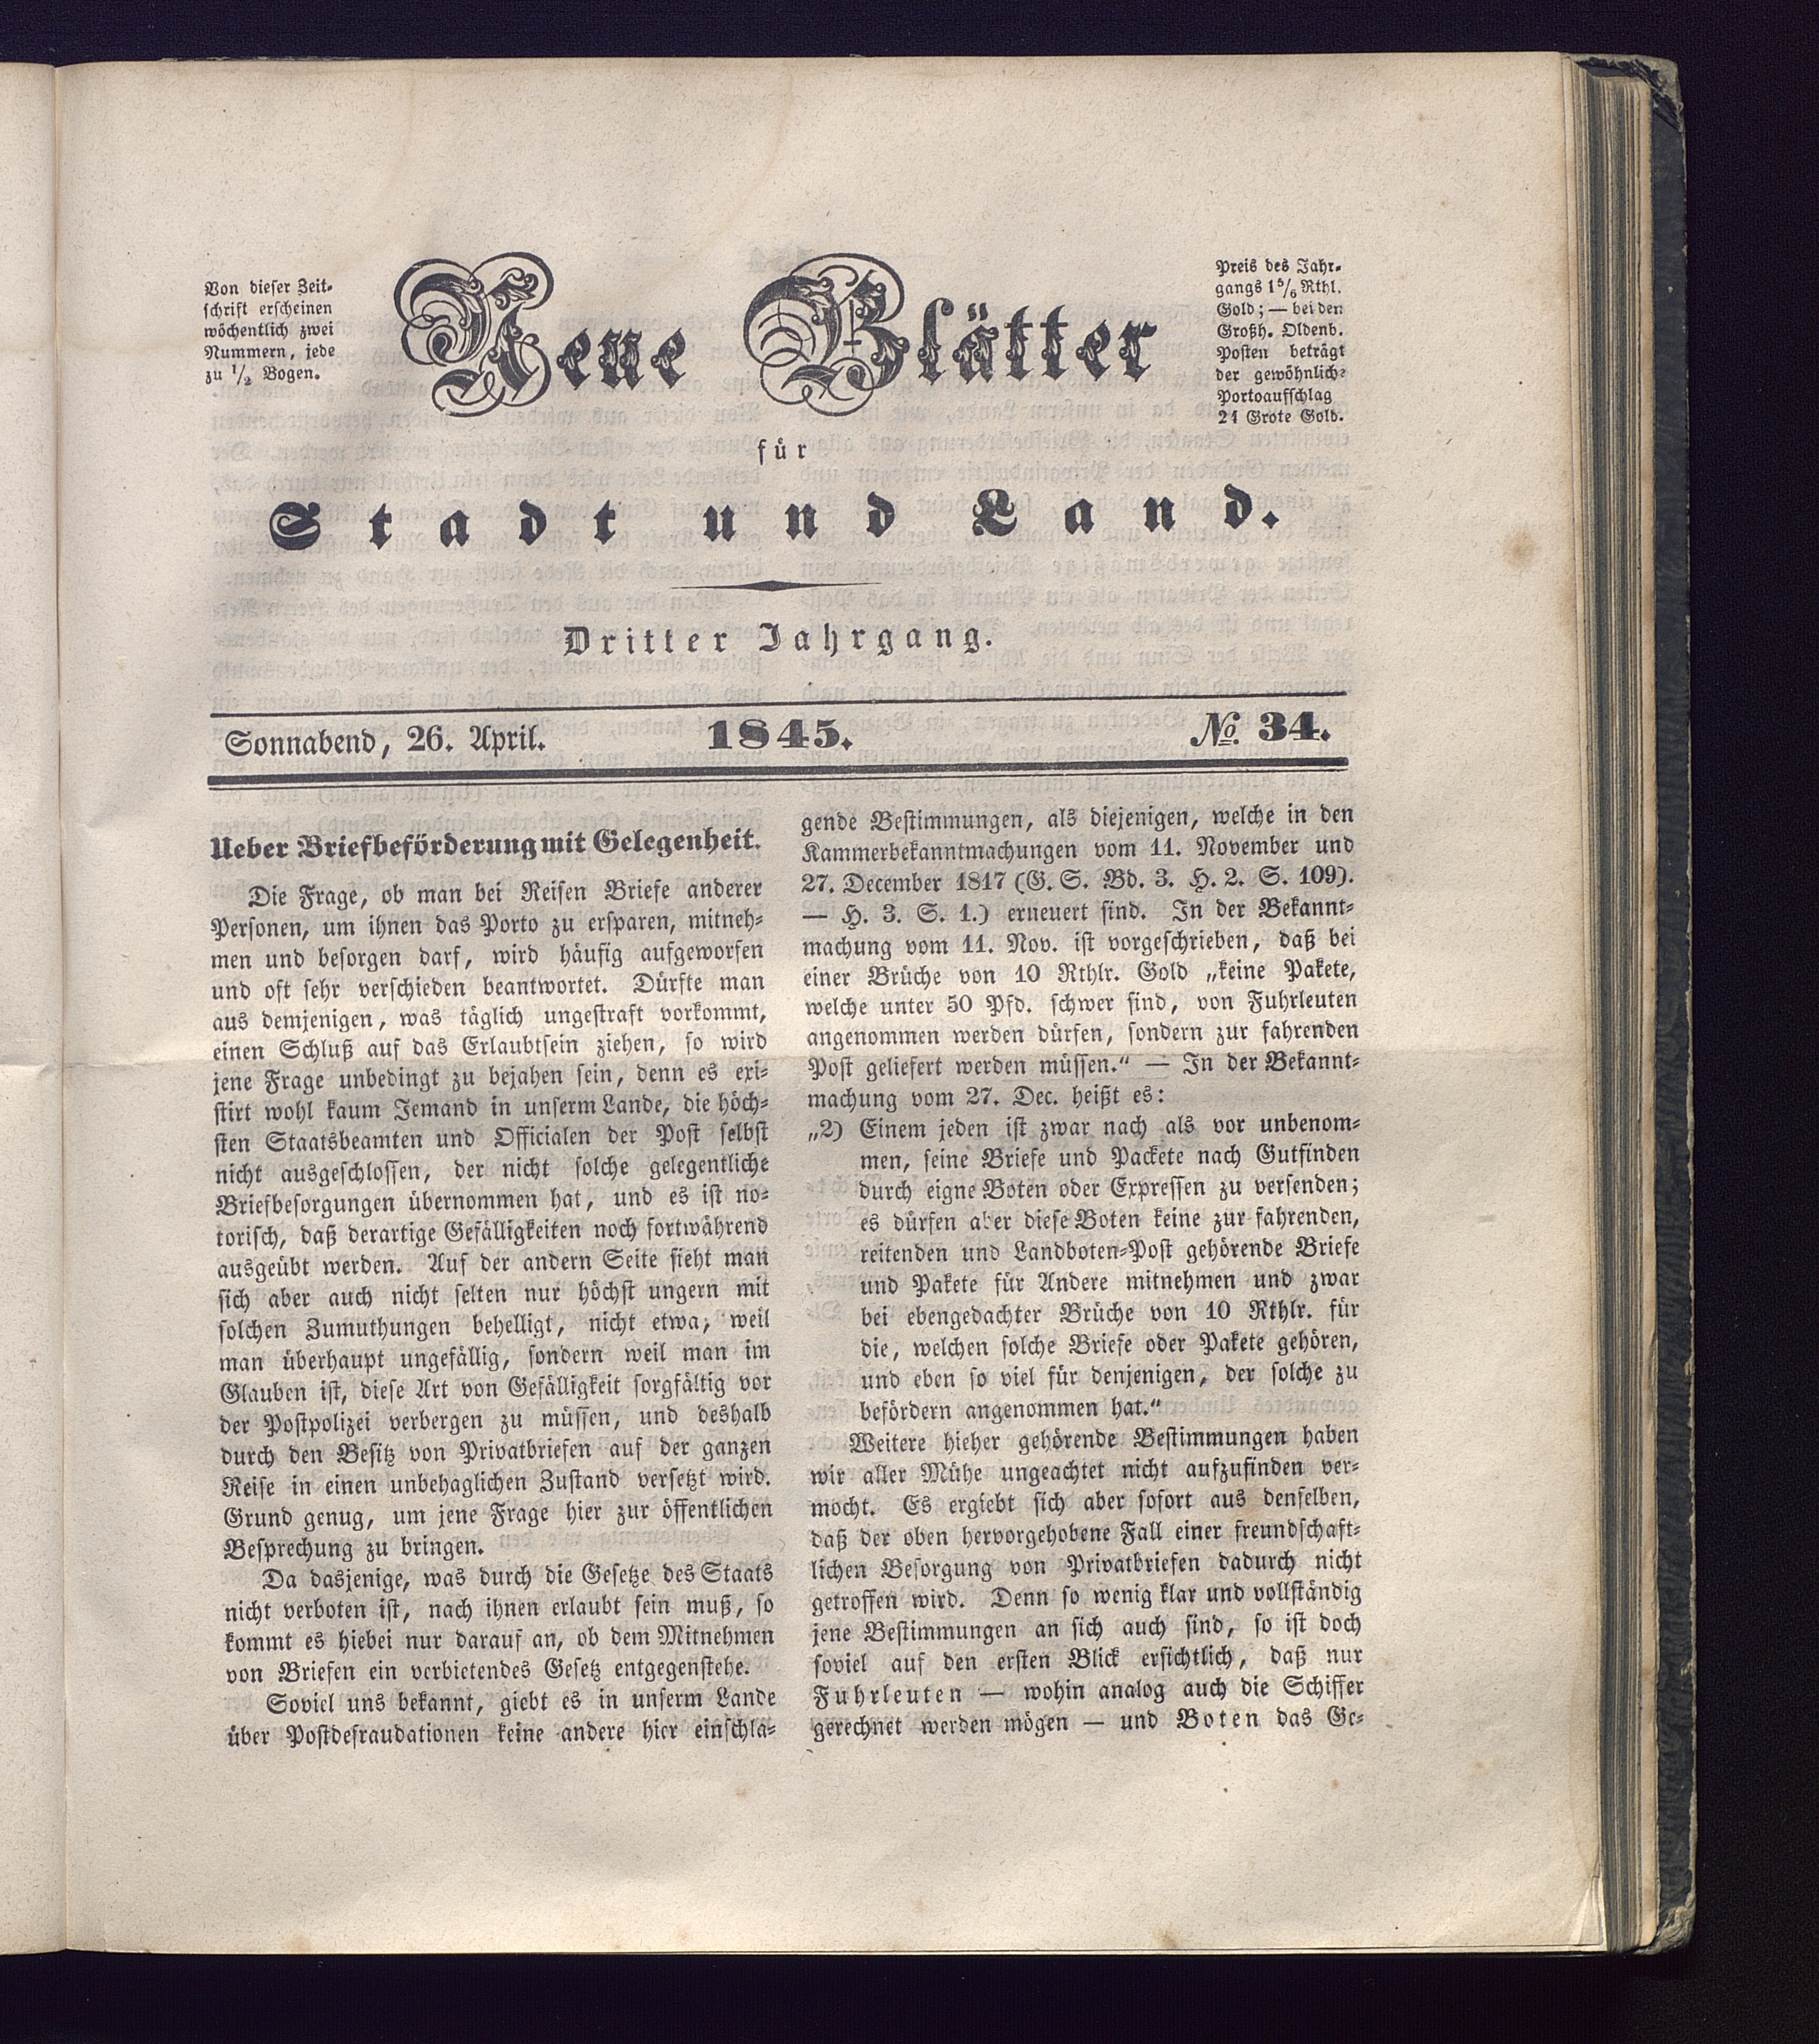 Von dieser Zeit-
schrift erscheinen
wöchentlich zwei
Nummern, jede
zu 1/2 Bogen.
Neue Blätter
Preis des Jahr-
gangs 1 5/6 Rthl.
Gold; — bei den
Großh. Oldenb.
Posten beträgt
der gewöhnliche
Portoaufschlag
24 Grote Gold.
für
Stadt und Land.
Dritter Jahrgang.
Sonnabend, 26. April. 1845. No. 34.
Ueber Briefbeförderung mit Gelegenheit.
Die Frage, ob man bei Reisen Briefe anderer
Personen, um ihnen das Porto zu ersparen, mitneh-
men und besorgen darf, wird häufig aufgeworfen
und oft sehr verschieden beantwortet. Dürfte man
aus demjenigen, was täglich ungestraft vorkommt,
einen Schluß auf das Erlaubtsein ziehen, so wird
jene Frage unbedingt zu bejahen sein, denn es exi-
stirt wohl kaum Jemand in unserm Lande, die höch-
sten Staatsbeamten und Officialen der Post selbst
nicht ausgeschlossen, der nicht solche gelegentliche
Briefbesorgungen übernommen hat, und es ist no-
torisch, daß derartige Gefälligkeiten noch fortwährend
ausgeübt werden. Auf der andern Seite sieht man
sich aber auch nicht selten nur höchst ungern mit
solchen Zumuthungen behelligt, nicht etwa, weil
man überhaupt ungefällig, sondern weil man im
Glauben ist, diese Art von Gefälligkeit sorgfältig vor
der Postpolizei verbergen zu müssen, und deshalb
durch den Besitz von Privatbriefen auf der ganzen
Reise in einen unbehaglichen Zustand versetzt wird.
Grund genug, um jene Frage hier zur öffentlichen
Besprechung zu bringen.
Da dasjenige, was durch die Gesetze des Staats
nicht verboten ist, nach ihnen erlaubt sein muß, so
kommt es hiebei nur darauf an, ob dem Mitnehmen
von Briefen ein verbietendes Gesetz entgegenstehe.
Soviel uns bekannt, giebt es in unserm Lande
über Postdefraudationen keine andere hier einschla-
gende Bestimmungen, als diejenigen, welche in den
Kammerbekanntmachungen vom 11. November und
27. December 1817 (G. S. Bd. 3. H. 2. S. 109).
— H. 3. S. 1.) erneuert sind. In der Bekannt-
machung vom 11. Nov. ist vorgeschrieben, daß bei
einer Brüche von 10 Rthlr. Gold „keine Pakete,
welche unter 50 Pfd. schwer sind, von Fuhrleuten
angenommen werden dürfen, sondern zur fahrenden
Post geliefert werden müssen.“ — In der Bekannt-
machung vom 27. Dec. heißt es:
„2) Einem jeden ist zwar nach als vor unbenom-
men, seine Briefe und Packete nach Gutfinden
durch eigne Boten oder Expressen zu versenden;
es dürfen aber diese Boten keine zur fahrenden,
reitenden und Landboten-Post gehörende Briefe
und Pakete für Andere mitnehmen und zwar
bei ebengedachter Brüche von 10 Rthlr. für
die, welchen solche Briefe oder Pakete gehören,
und eben so viel für denjenigen, der solche zu
befördern angenommen hat.“
Weitere hieher gehörende Bestimmungen haben
wir aller Mühe ungeachtet nicht aufzufinden ver-
mocht. Es ergiebt sich aber sofort aus denselben,
daß der oben hervorgehobene Fall einer freundschaft-
lichen Besorgung von Privatbriefen dadurch nicht
getroffen wird. Denn so wenig klar und vollständig
jene Bestimmungen an sich auch sind, so ist doch
soviel auf den ersten Blick ersichtlich, daß nur
Fuhrleuten — wohin analog auch die Schiffer
gerechnet werden mögen — und Boten das Ge-